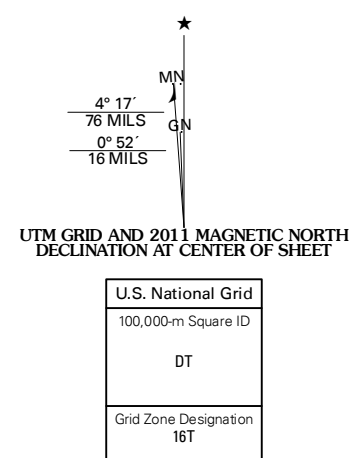 ★
MN
4° 17´
76 MILS
GN
0° 52´
16 MILS
UTM GRID AND 2011 MAGNETIC NORTH
DECLINATION AT CENTER OF SHEET
U.S. National Grid
100,000-m Square ID
DT
Grid Zone Designation
16T